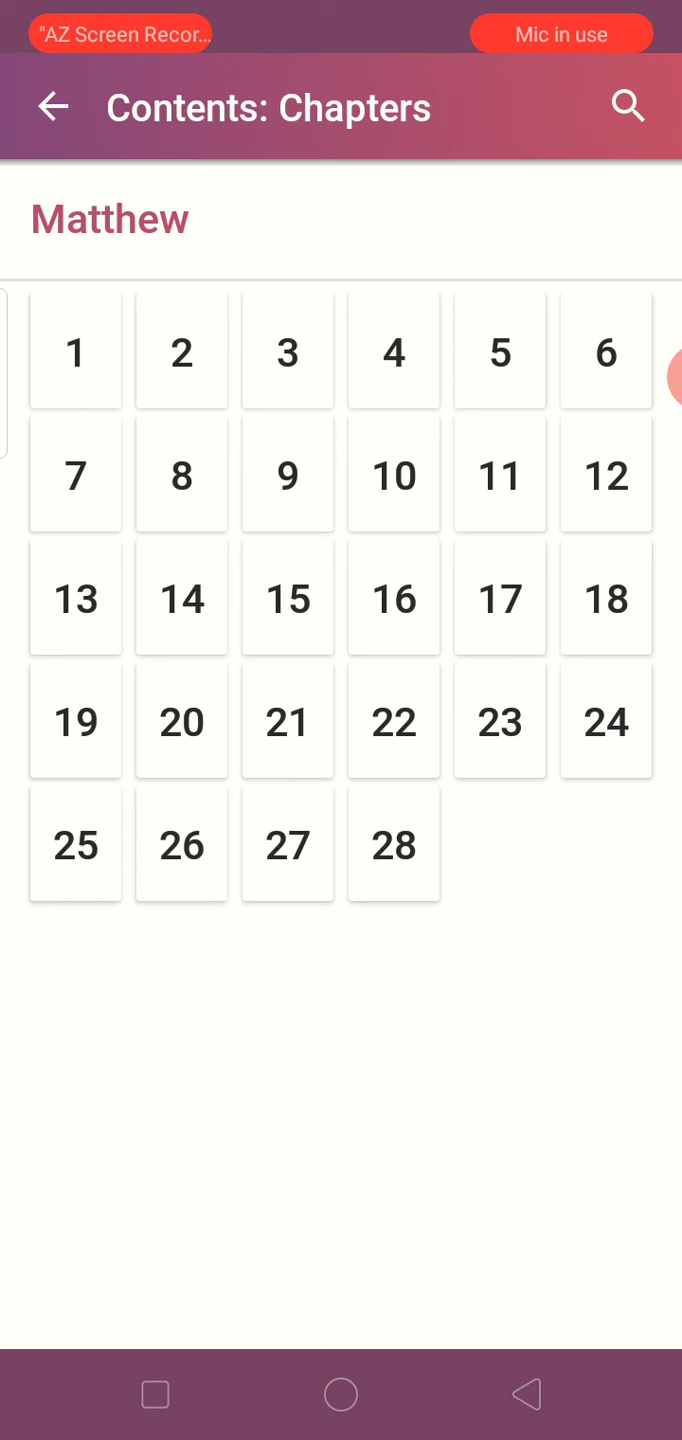 "AZ Screen Recor... Mic in use
Contents: Chapters
Matthew
1 2 3 4 5 6
7 8 9 10 11 12
13 14 15 16 17 18
19 20 21 22 23 24
25 26 27 28